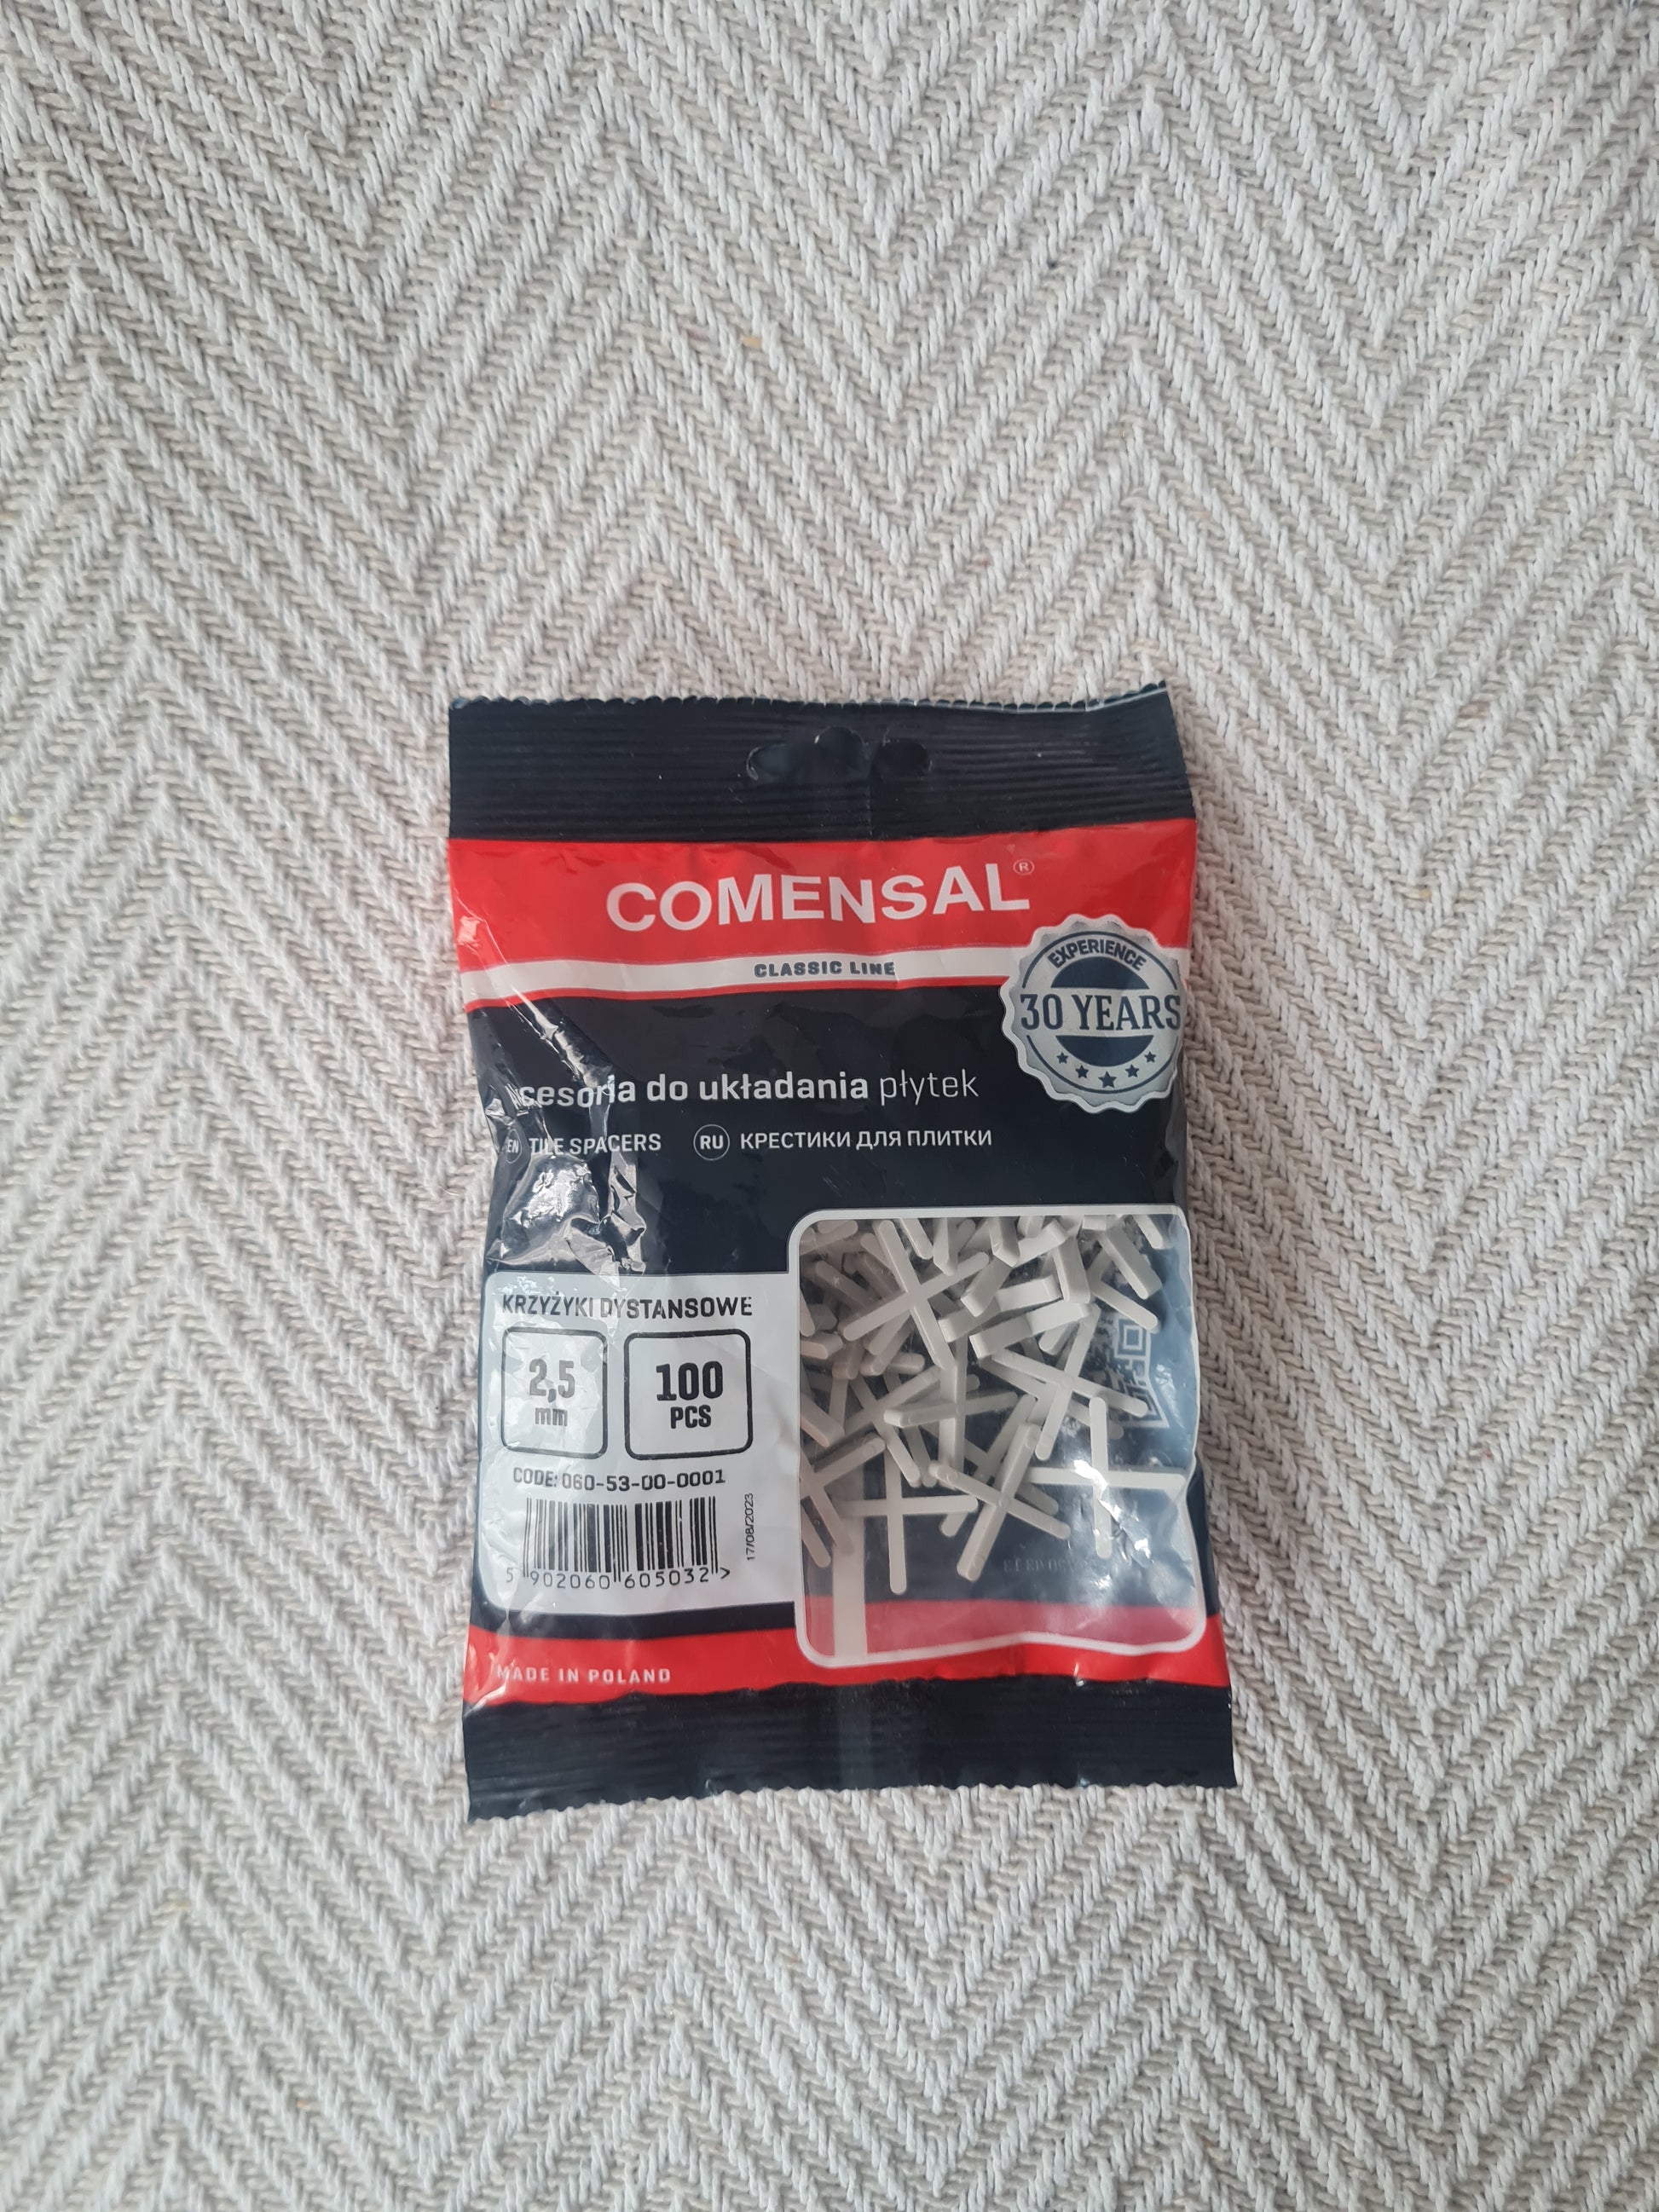 COMENSAL®
CLASSIC LINE
EXPERIENCE
30 YEARS
Akcesoria do układania płytek
EN TILE SPACERS RU КРЕСТИКИ ДЛЯ ПЛИТКИ
KRZYŻYKI DYSTANSOWE
2,5
mm
100
PCS
CODE: 060-53-00-0001
17/08/2023
5 902060 605032 >
MADE IN POLAND